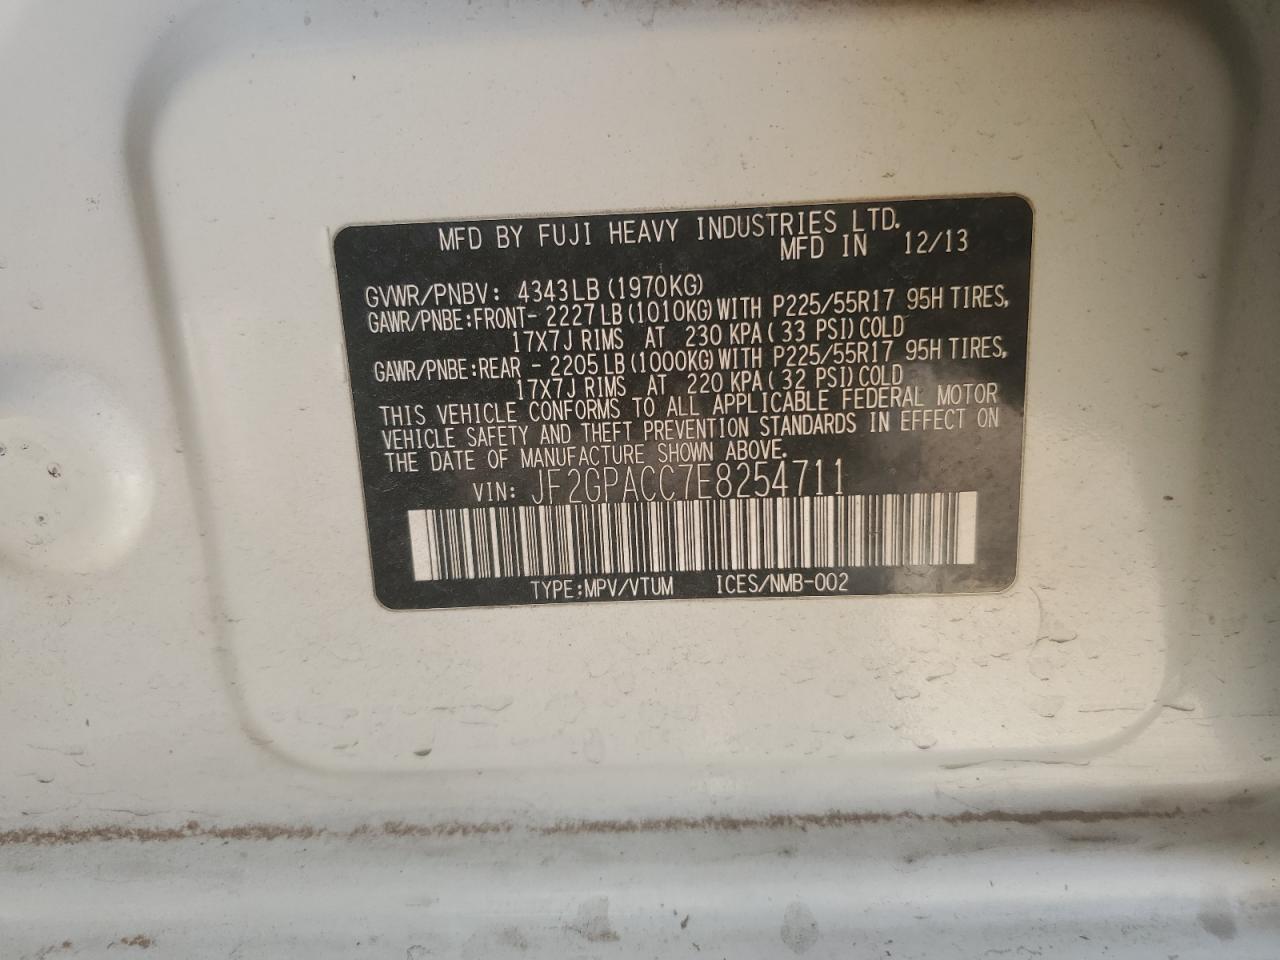 MFD BY FUJI HEAVY INDUSTRIES LTD.
MFD IN 12/13
GVWR/PNBV: 4343LB (1970KG)
GAWR/PNBE:FRONT- 2227LB (1010KG) WITH P225/55R17 95H TIRES,
17X7J RIMS AT 230 KPA ( 33 PSI) COLD
GAWR/PNBE:REAR - 2205LB (1000KG) WITH P225/55R17 95H TIRES,
17X7J RIMS AT 220 KPA ( 32 PSI) COLD
THIS VEHICLE CONFORMS TO ALL APPLICABLE FEDERAL MOTOR
VEHICLE SAFETY AND THEFT PREVENTION STANDARDS IN EFFECT ON
THE DATE OF MANUFACTURE SHOWN ABOVE.
VIN: JF2GPACC7E8254711
TYPE:MPV/VTUM ICES/NMB-002